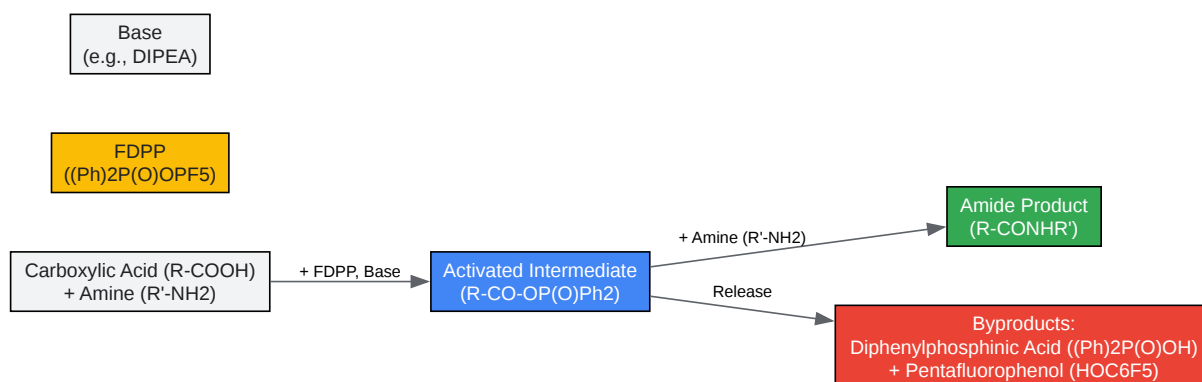 Base
(e.g., DIPEA)
FDPP
((Ph)2P(O)OPF5)
Carboxylic Acid (R-COOH)
+ Amine (R'-NH2)
+ FDPP, Base
Activated Intermediate
(R-CO-OP(O)Ph2)
+ Amine (R'-NH2)
Amide Product
(R-CONHR')
Release
Byproducts:
Diphenylphosphinic Acid ((Ph)2P(O)OH)
+ Pentafluorophenol (HOC6F5)